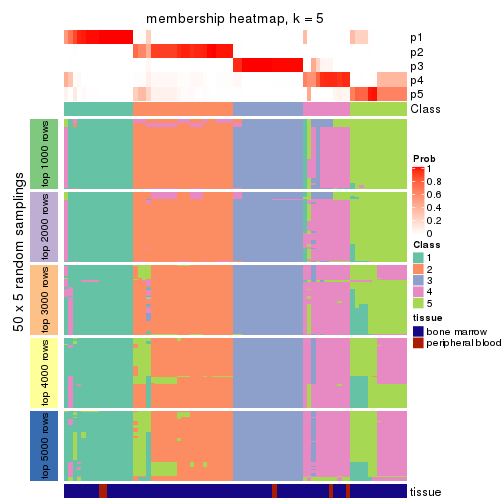 membership heatmap, k = 5
p1
p2
p3
p4
p5
Class
50 x 5 random samplings
top 1000 rows
top 2000 rows
top 3000 rows
top 4000 rows
top 5000 rows
tissue
Prob
1
0.8
0.6
0.4
0.2
0
Class
1
2
3
4
5
tissue
bone marrow
peripheral blood